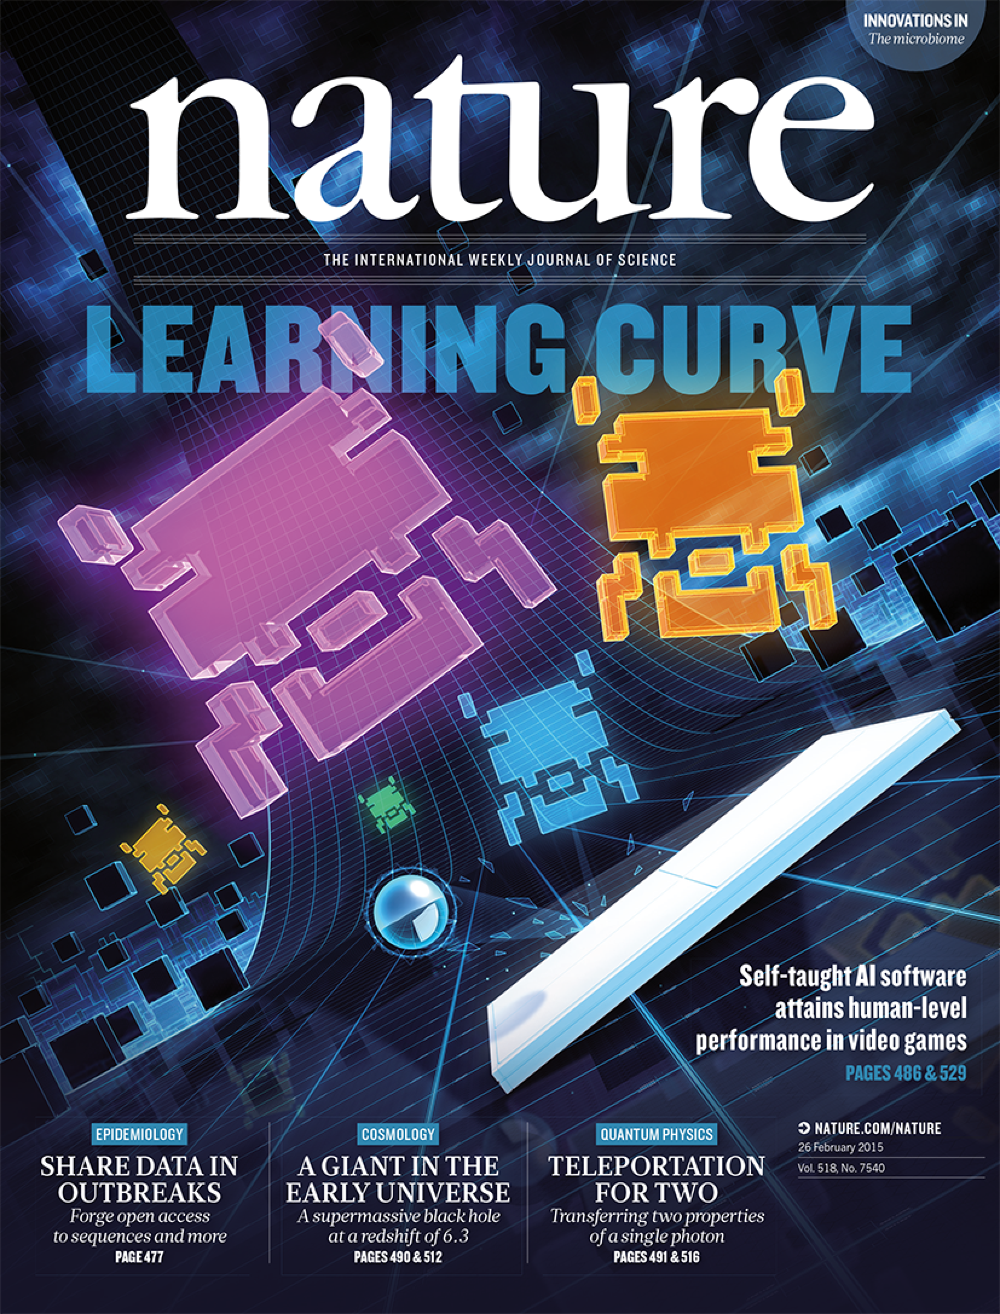 INNOVATIONS IN
The microbiome
nature
THE INTERNATIONAL WEEKLY JOURNAL OF SCIENCE
LEARNING CURVE
Self-taught AI software
attains human-level
performance in video games
PAGES 486 & 529
EPIDEMIOLOGY
SHARE DATA IN
OUTBREAKS
Forge open access
to sequences and more
PAGE 477
COSMOLOGY
A GIANT IN THE
EARLY UNIVERSE
A supermassive black hole
at a redshift of 6.3
PAGES 490 & 512
QUANTUM PHYSICS
TELEPORTATION
FOR TWO
Transferring two properties
of a single photon
PAGES 491 & 516
NATURE.COM/NATURE
26 February 2015
Vol. 518, No. 7540